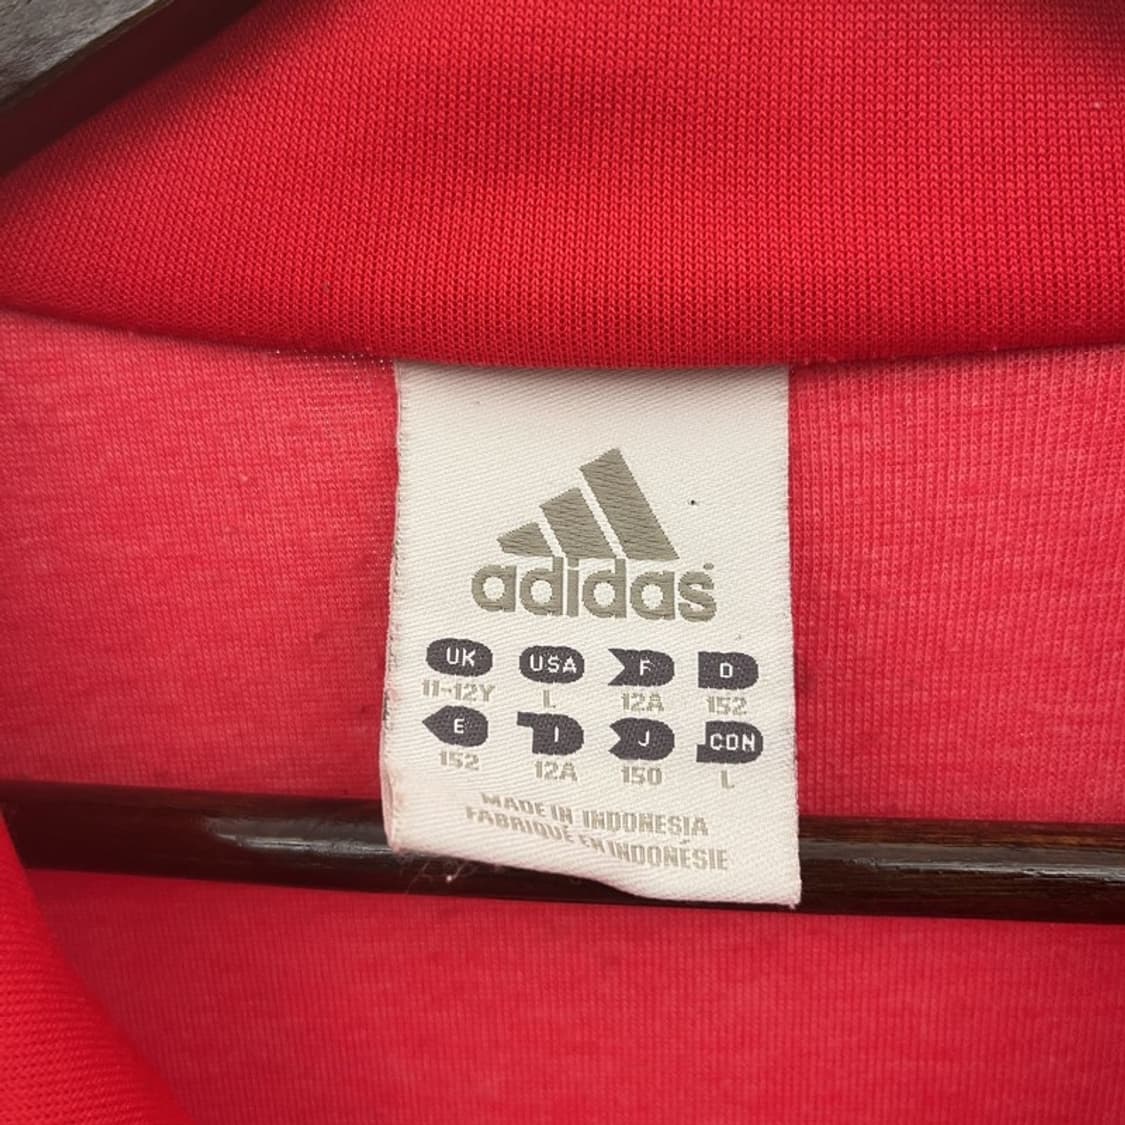 adidas
UK USA F D
11-12Y L 12A 152
E I J CON
152 12A 150 L
MADE IN INDONESIA
FABRIQUÉ EN INDONÉSIE